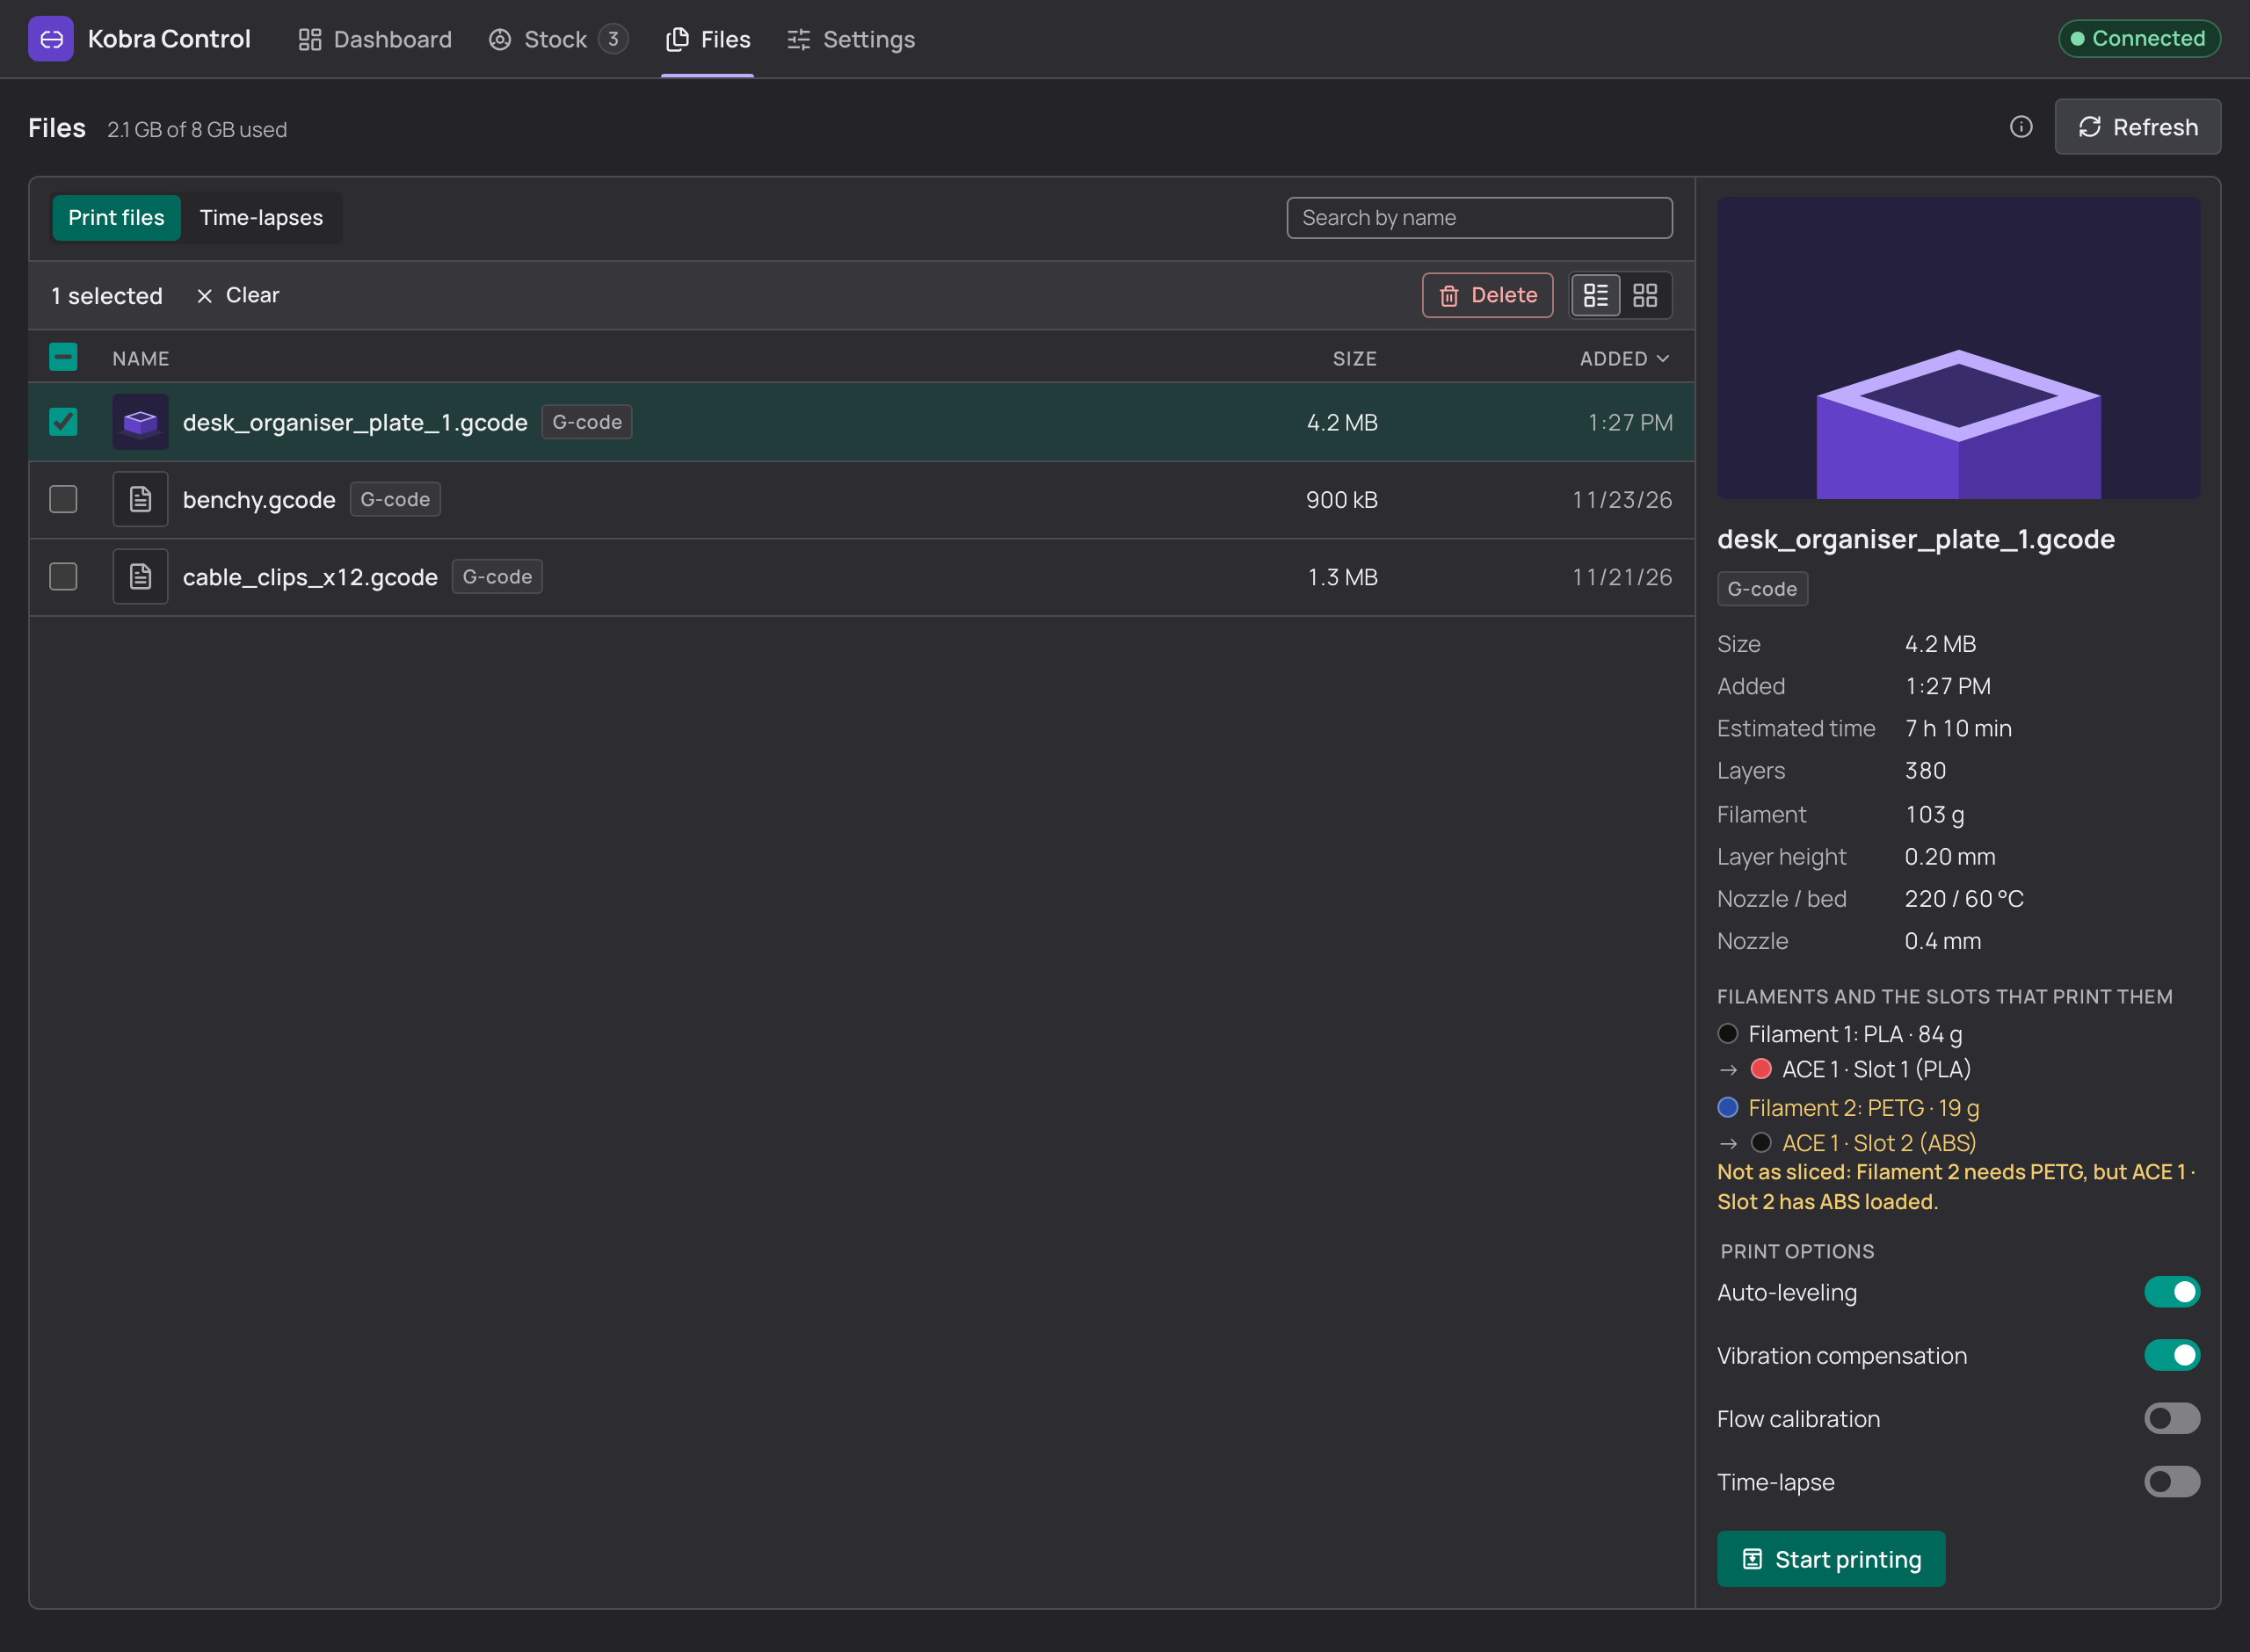 Kobra Control
Dashboard
Stock 3
Files
Settings
Connected
Files
2.1 GB of 8 GB used
Refresh
Print files
Time-lapses
Search by name
1 selected
Clear
Delete
NAME SIZE ADDED
desk_organiser_plate_1.gcode G-code 4.2 MB 1:27 PM
benchy.gcode G-code 900 kB 11/23/26
cable_clips_x12.gcode G-code 1.3 MB 11/21/26
desk_organiser_plate_1.gcode
G-code
Size 4.2 MB
Added 1:27 PM
Estimated time 7 h 10 min
Layers 380
Filament 103 g
Layer height 0.20 mm
Nozzle / bed 220 / 60 °C
Nozzle 0.4 mm
FILAMENTS AND THE SLOTS THAT PRINT THEM
Filament 1: PLA · 84 g
→ ACE 1 · Slot 1 (PLA)
Filament 2: PETG · 19 g
→ ACE 1 · Slot 2 (ABS)
Not as sliced: Filament 2 needs PETG, but ACE 1 ·
Slot 2 has ABS loaded.
PRINT OPTIONS
Auto-leveling
Vibration compensation
Flow calibration
Time-lapse
Start printing